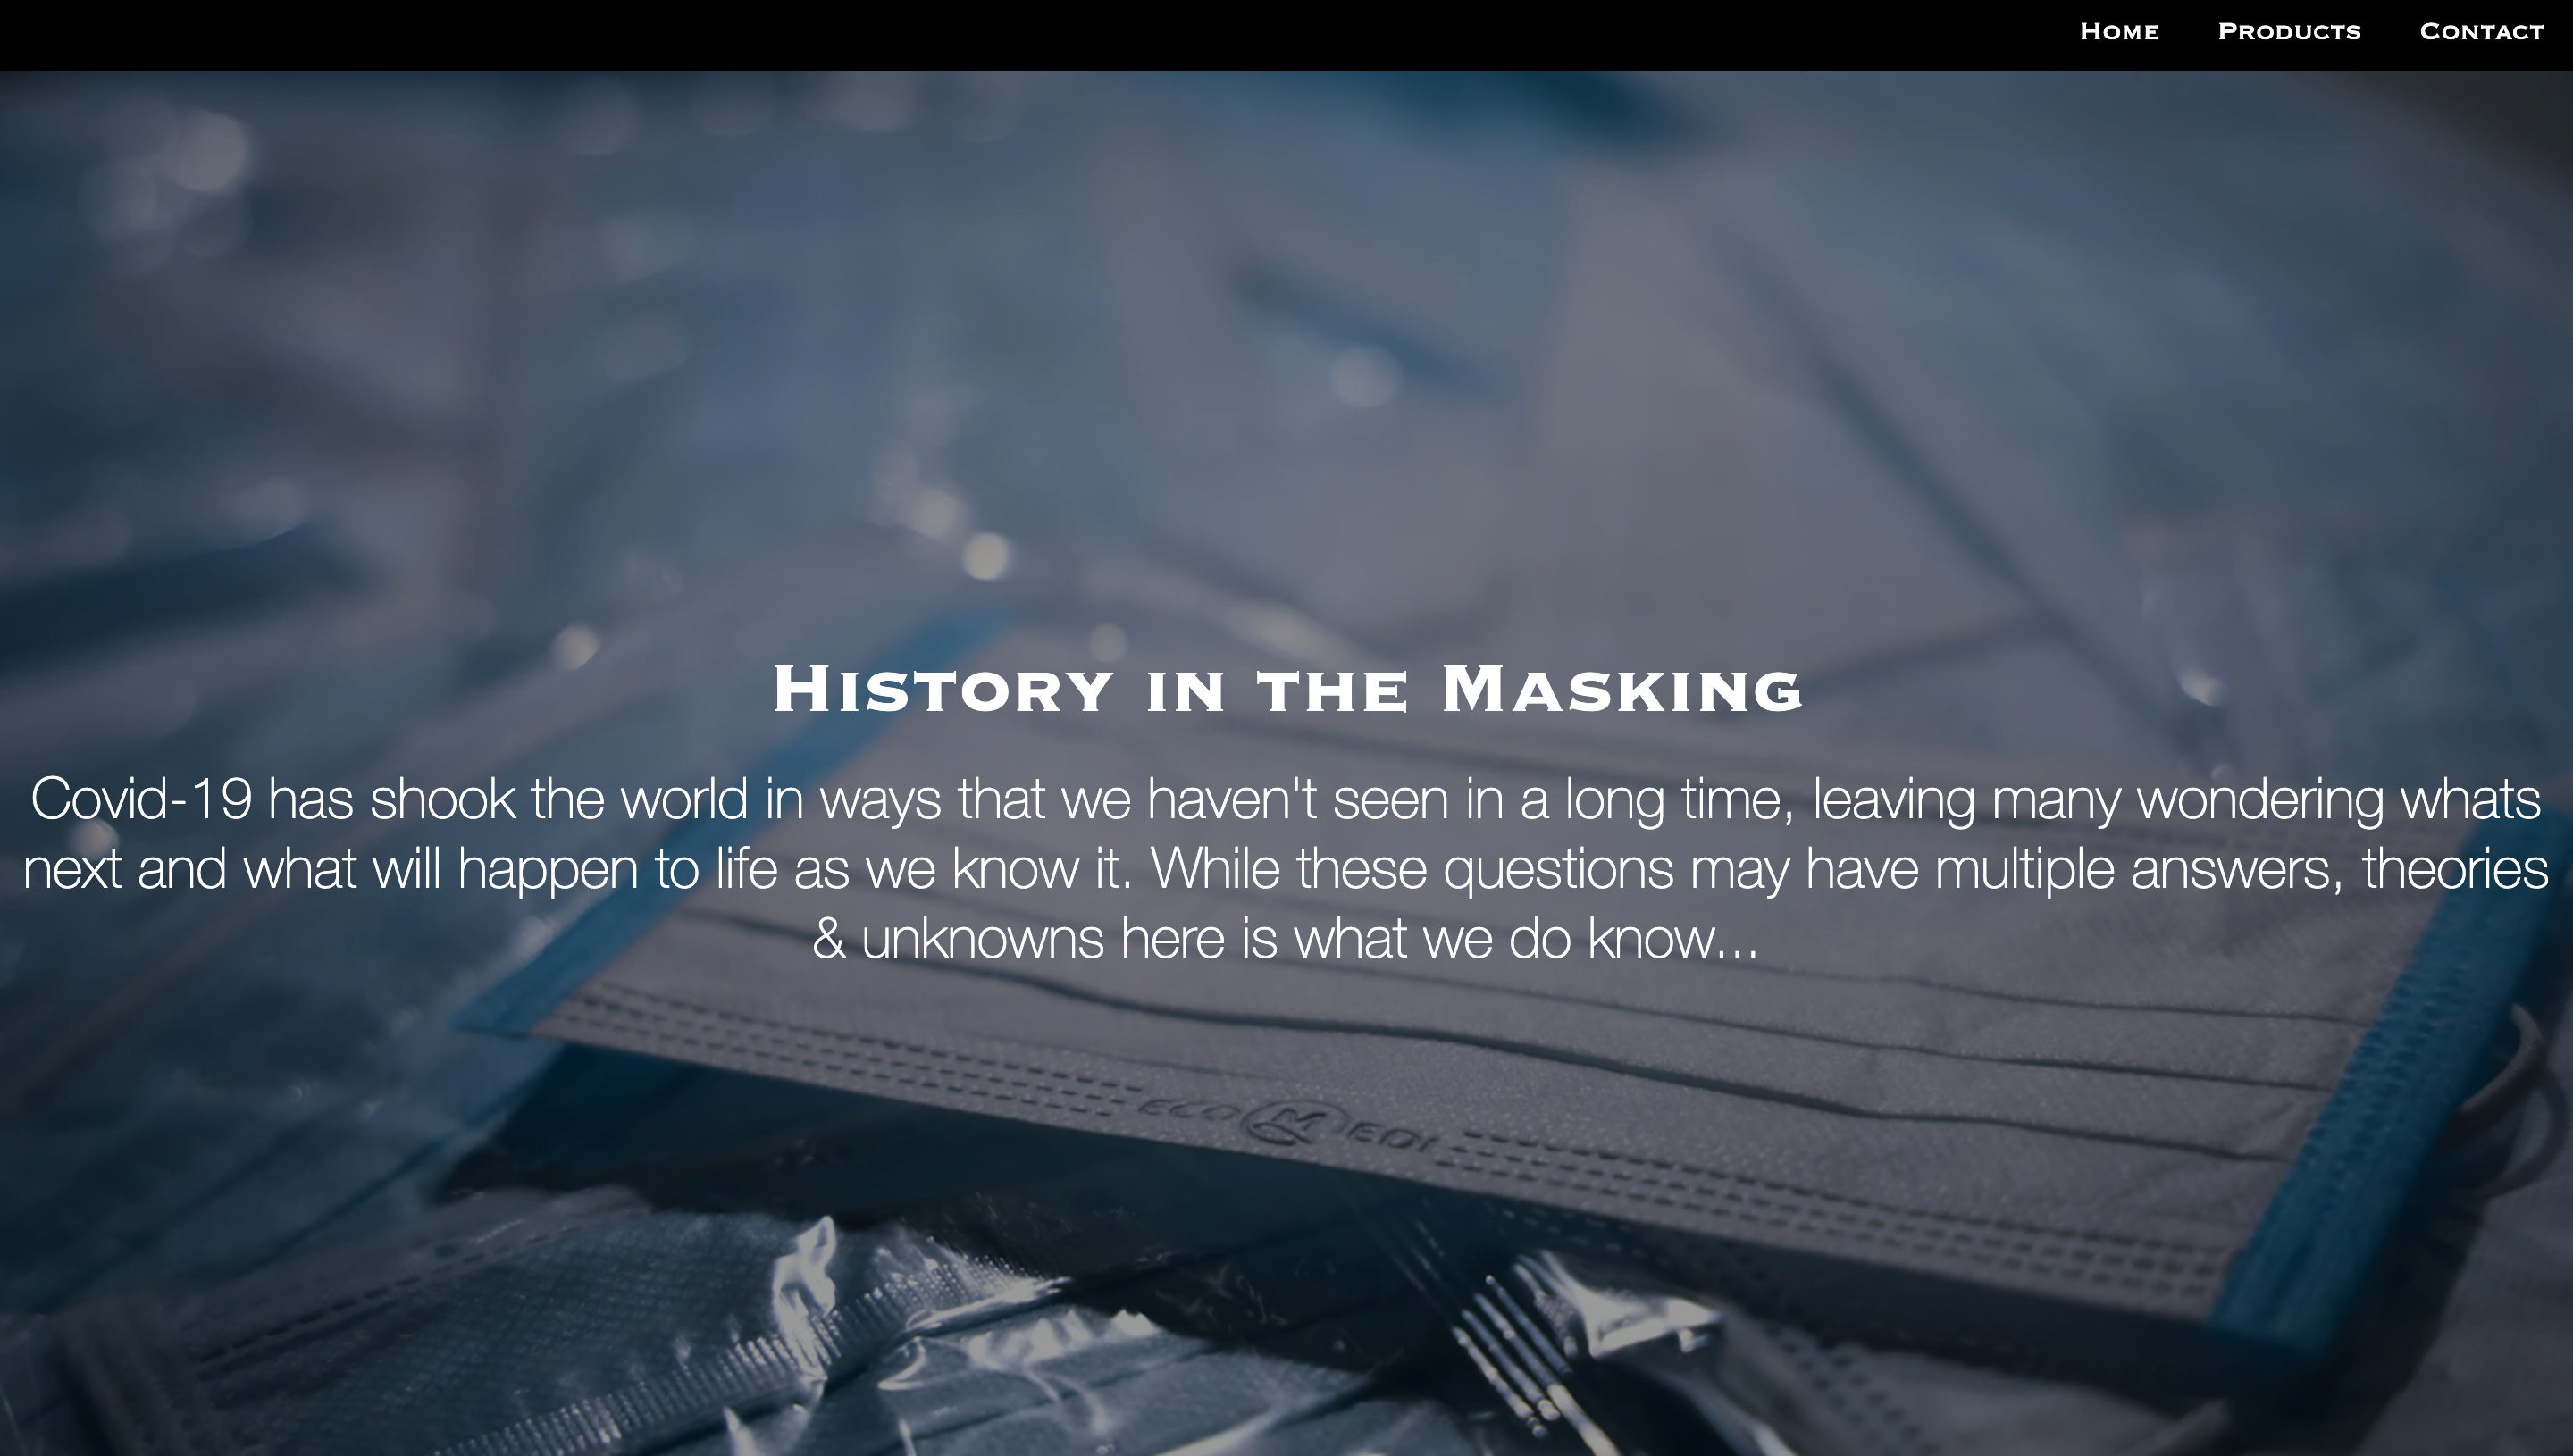 Home Products Contact
History in the Masking
Covid-19 has shook the world in ways that we haven't seen in a long time, leaving many wondering whats
next and what will happen to life as we know it. While these questions may have multiple answers, theories
& unknowns here is what we do know...
ECO M EDI